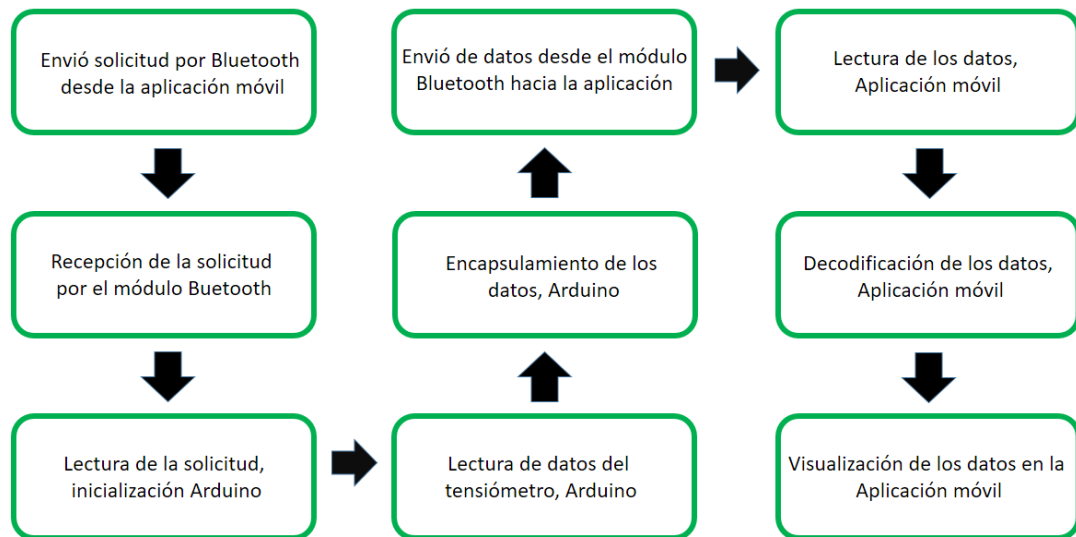 Envió solicitud por Bluetooth
desde la aplicación móvil
Recepción de la solicitud
por el módulo Buetooth
Lectura de la solicitud,
inicialización Arduino
Lectura de datos del
tensiómetro, Arduino
Encapsulamiento de los
datos, Arduino
Envió de datos desde el módulo
Bluetooth hacia la aplicación
Lectura de los datos,
Aplicación móvil
Decodificación de los datos,
Aplicación móvil
Visualización de los datos en la
Aplicación móvil